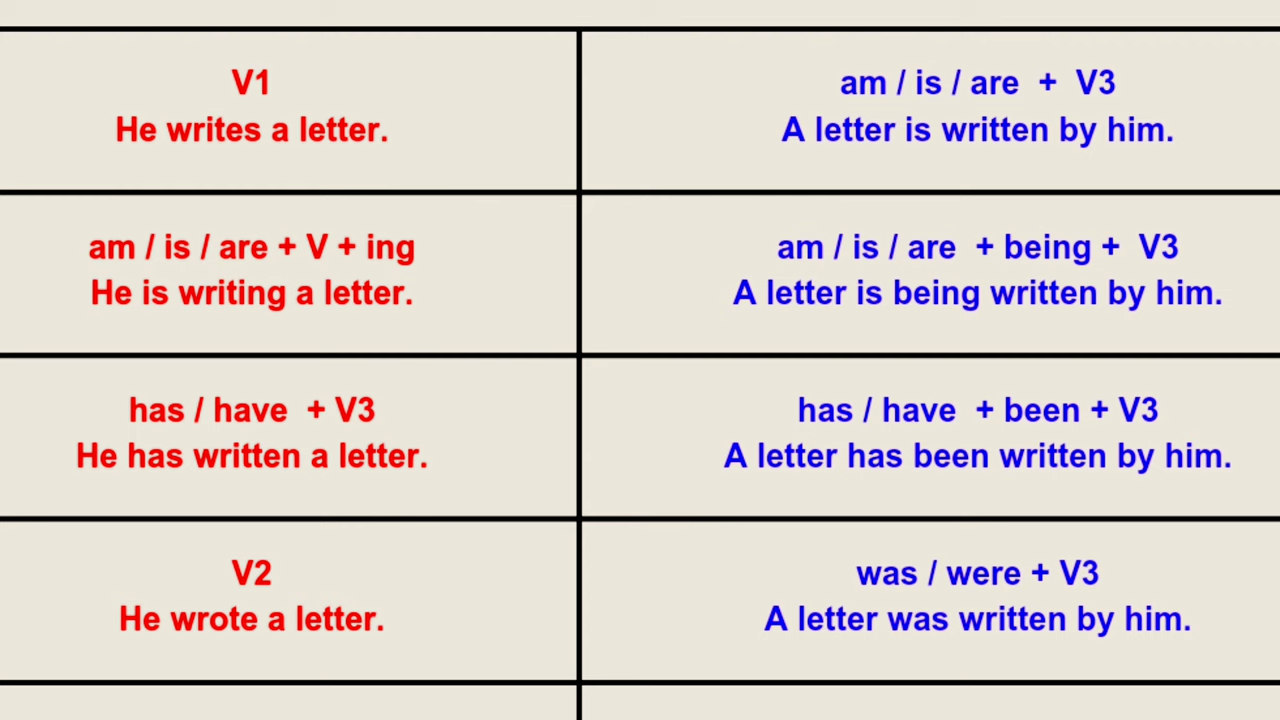 V1
He writes a letter.
am / is / are + V3
A letter is written by him.
am / is / are + V + ing
He is writing a letter.
am / is / are + being + V3
A letter is being written by him.
has / have + V3
He has written a letter.
has / have + been + V3
A letter has been written by him.
V2
He wrote a letter.
was / were + V3
A letter was written by him.